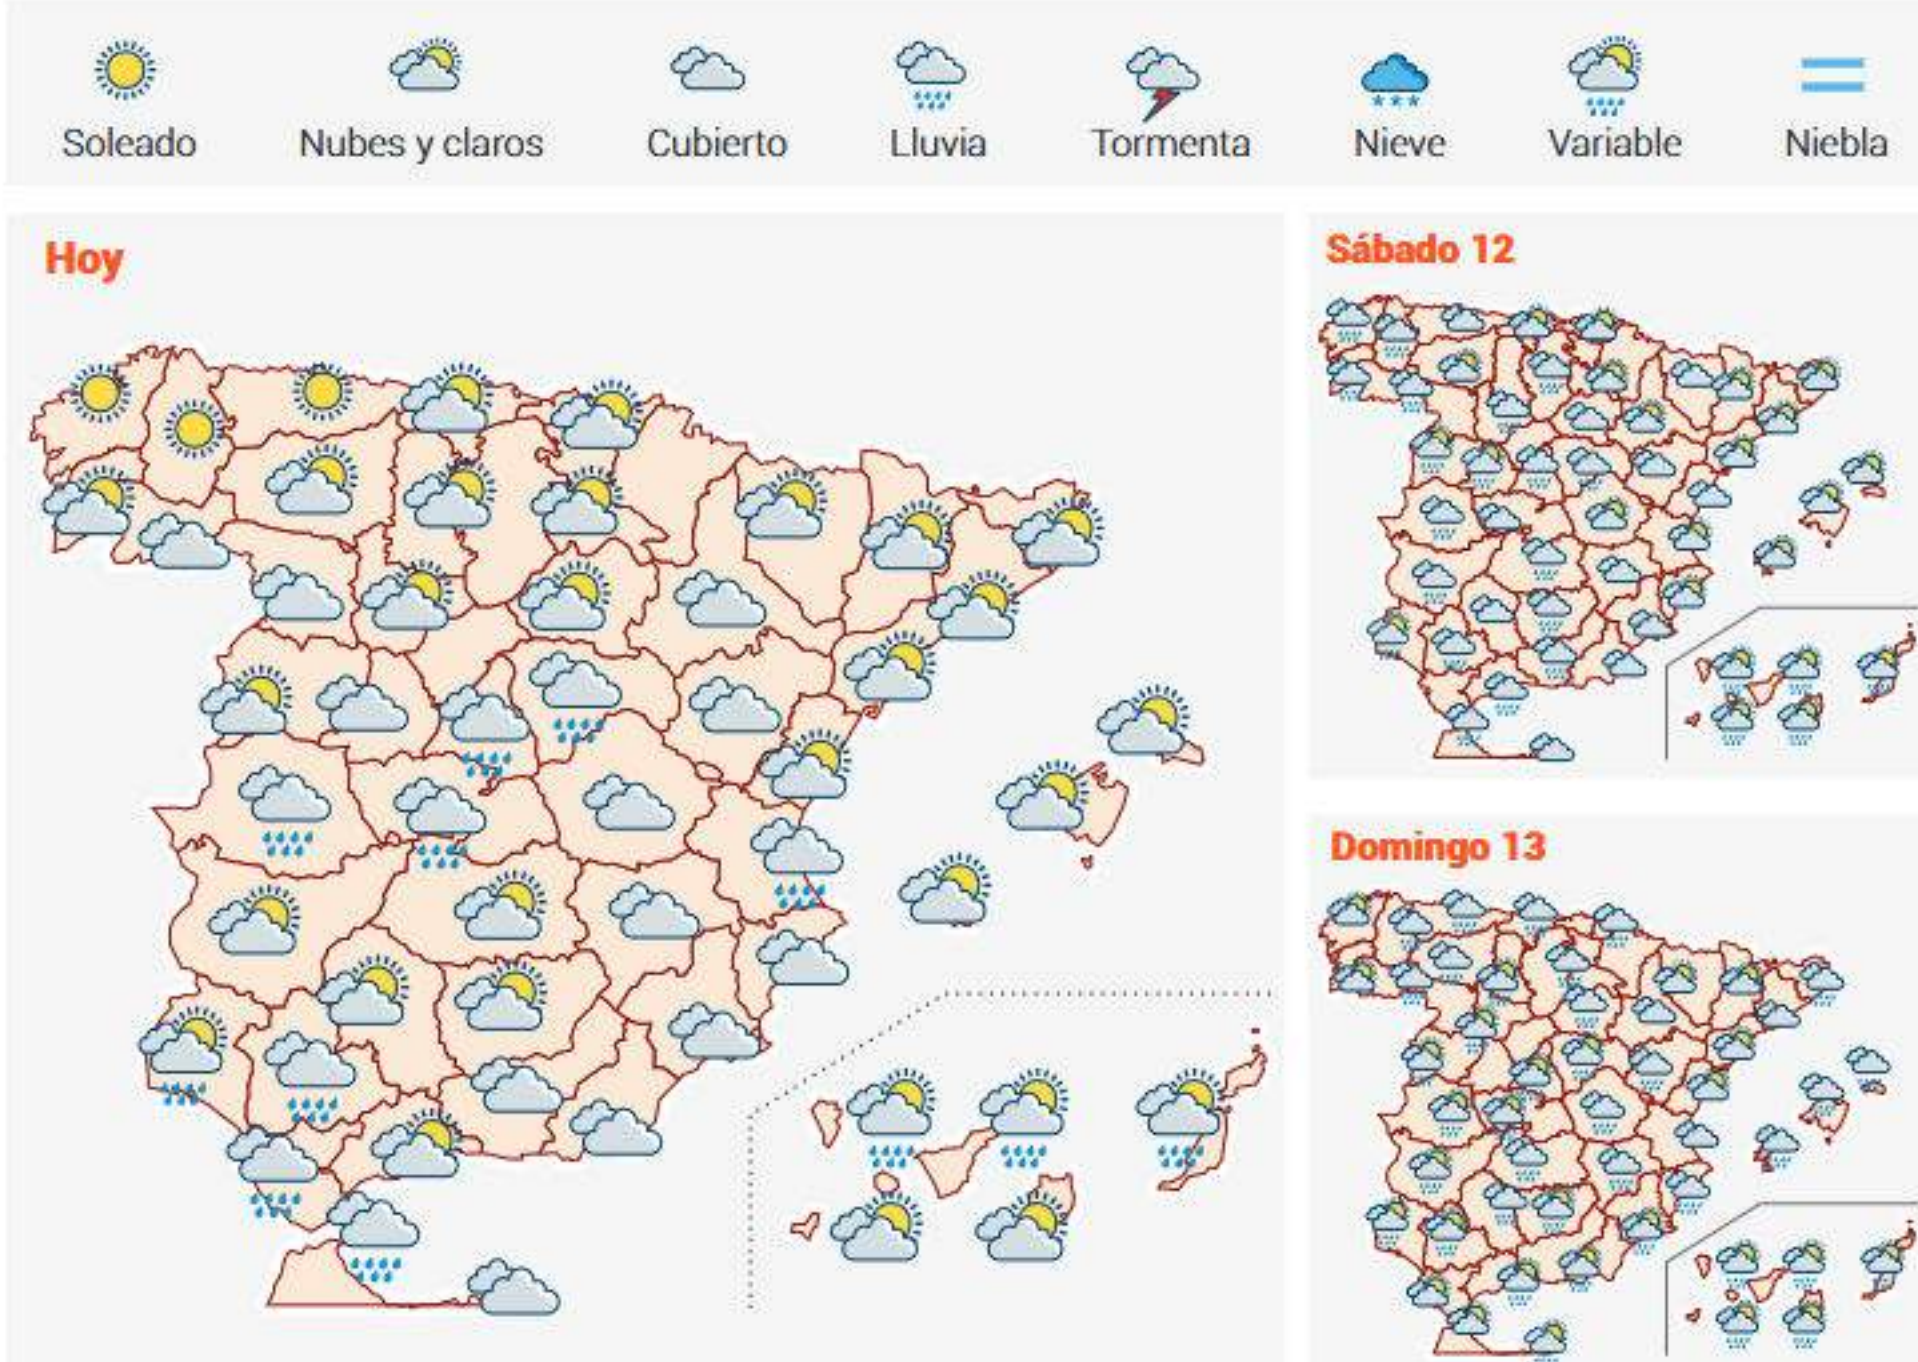 Soleado Nubes y claros Cubierto Lluvia Tormenta Nieve Variable Niebla
Hoy
Sábado 12
Domingo 13